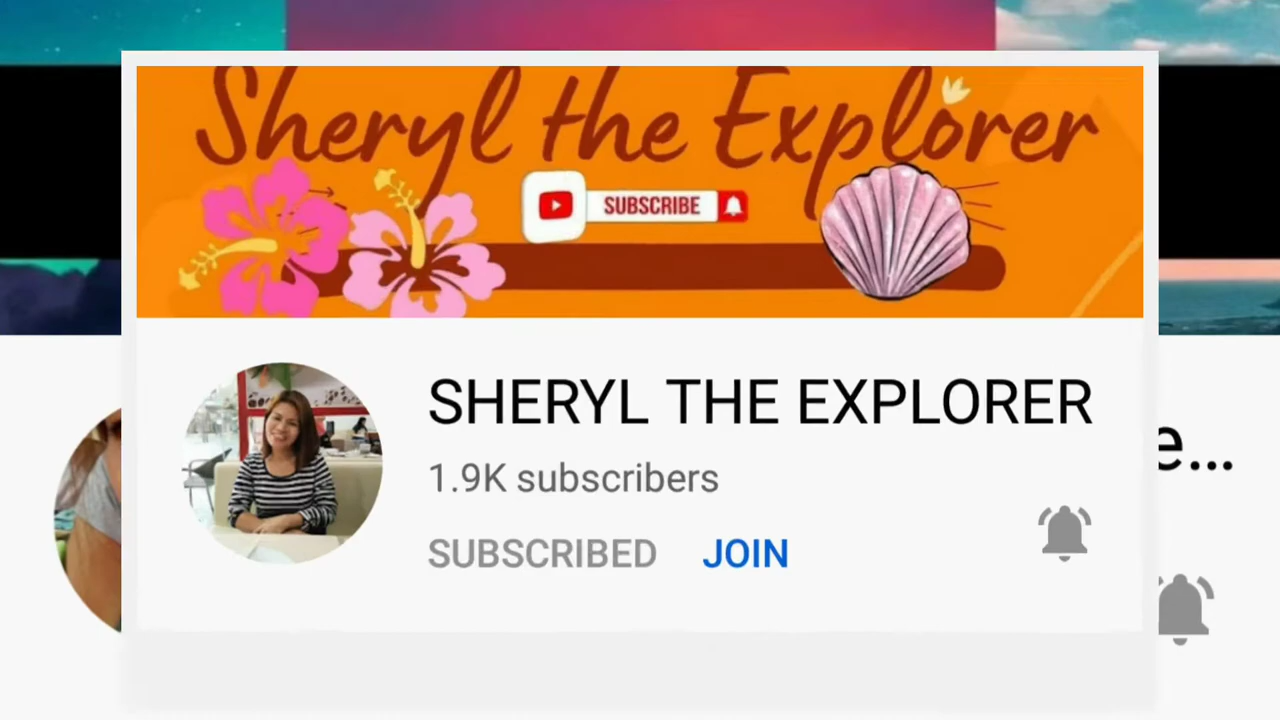 Sheryl the Explorer
SUBSCRIBE
SHERYL THE EXPLORER
1.9K subscribers
SUBSCRIBED JOIN
e...